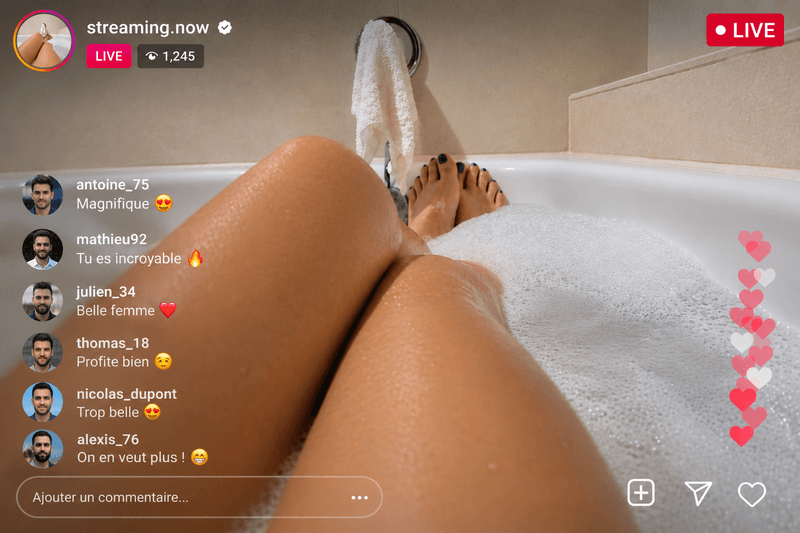 streaming.now
LIVE
1,245
LIVE
antoine_75
Magnifique 😍
mathieu92
Tu es incroyable 🔥
julien_34
Belle femme ❤️
thomas_18
Profite bien 😉
nicolas_dupont
Trop belle 😍
alexis_76
On en veut plus ! 😁
Ajouter un commentaire...